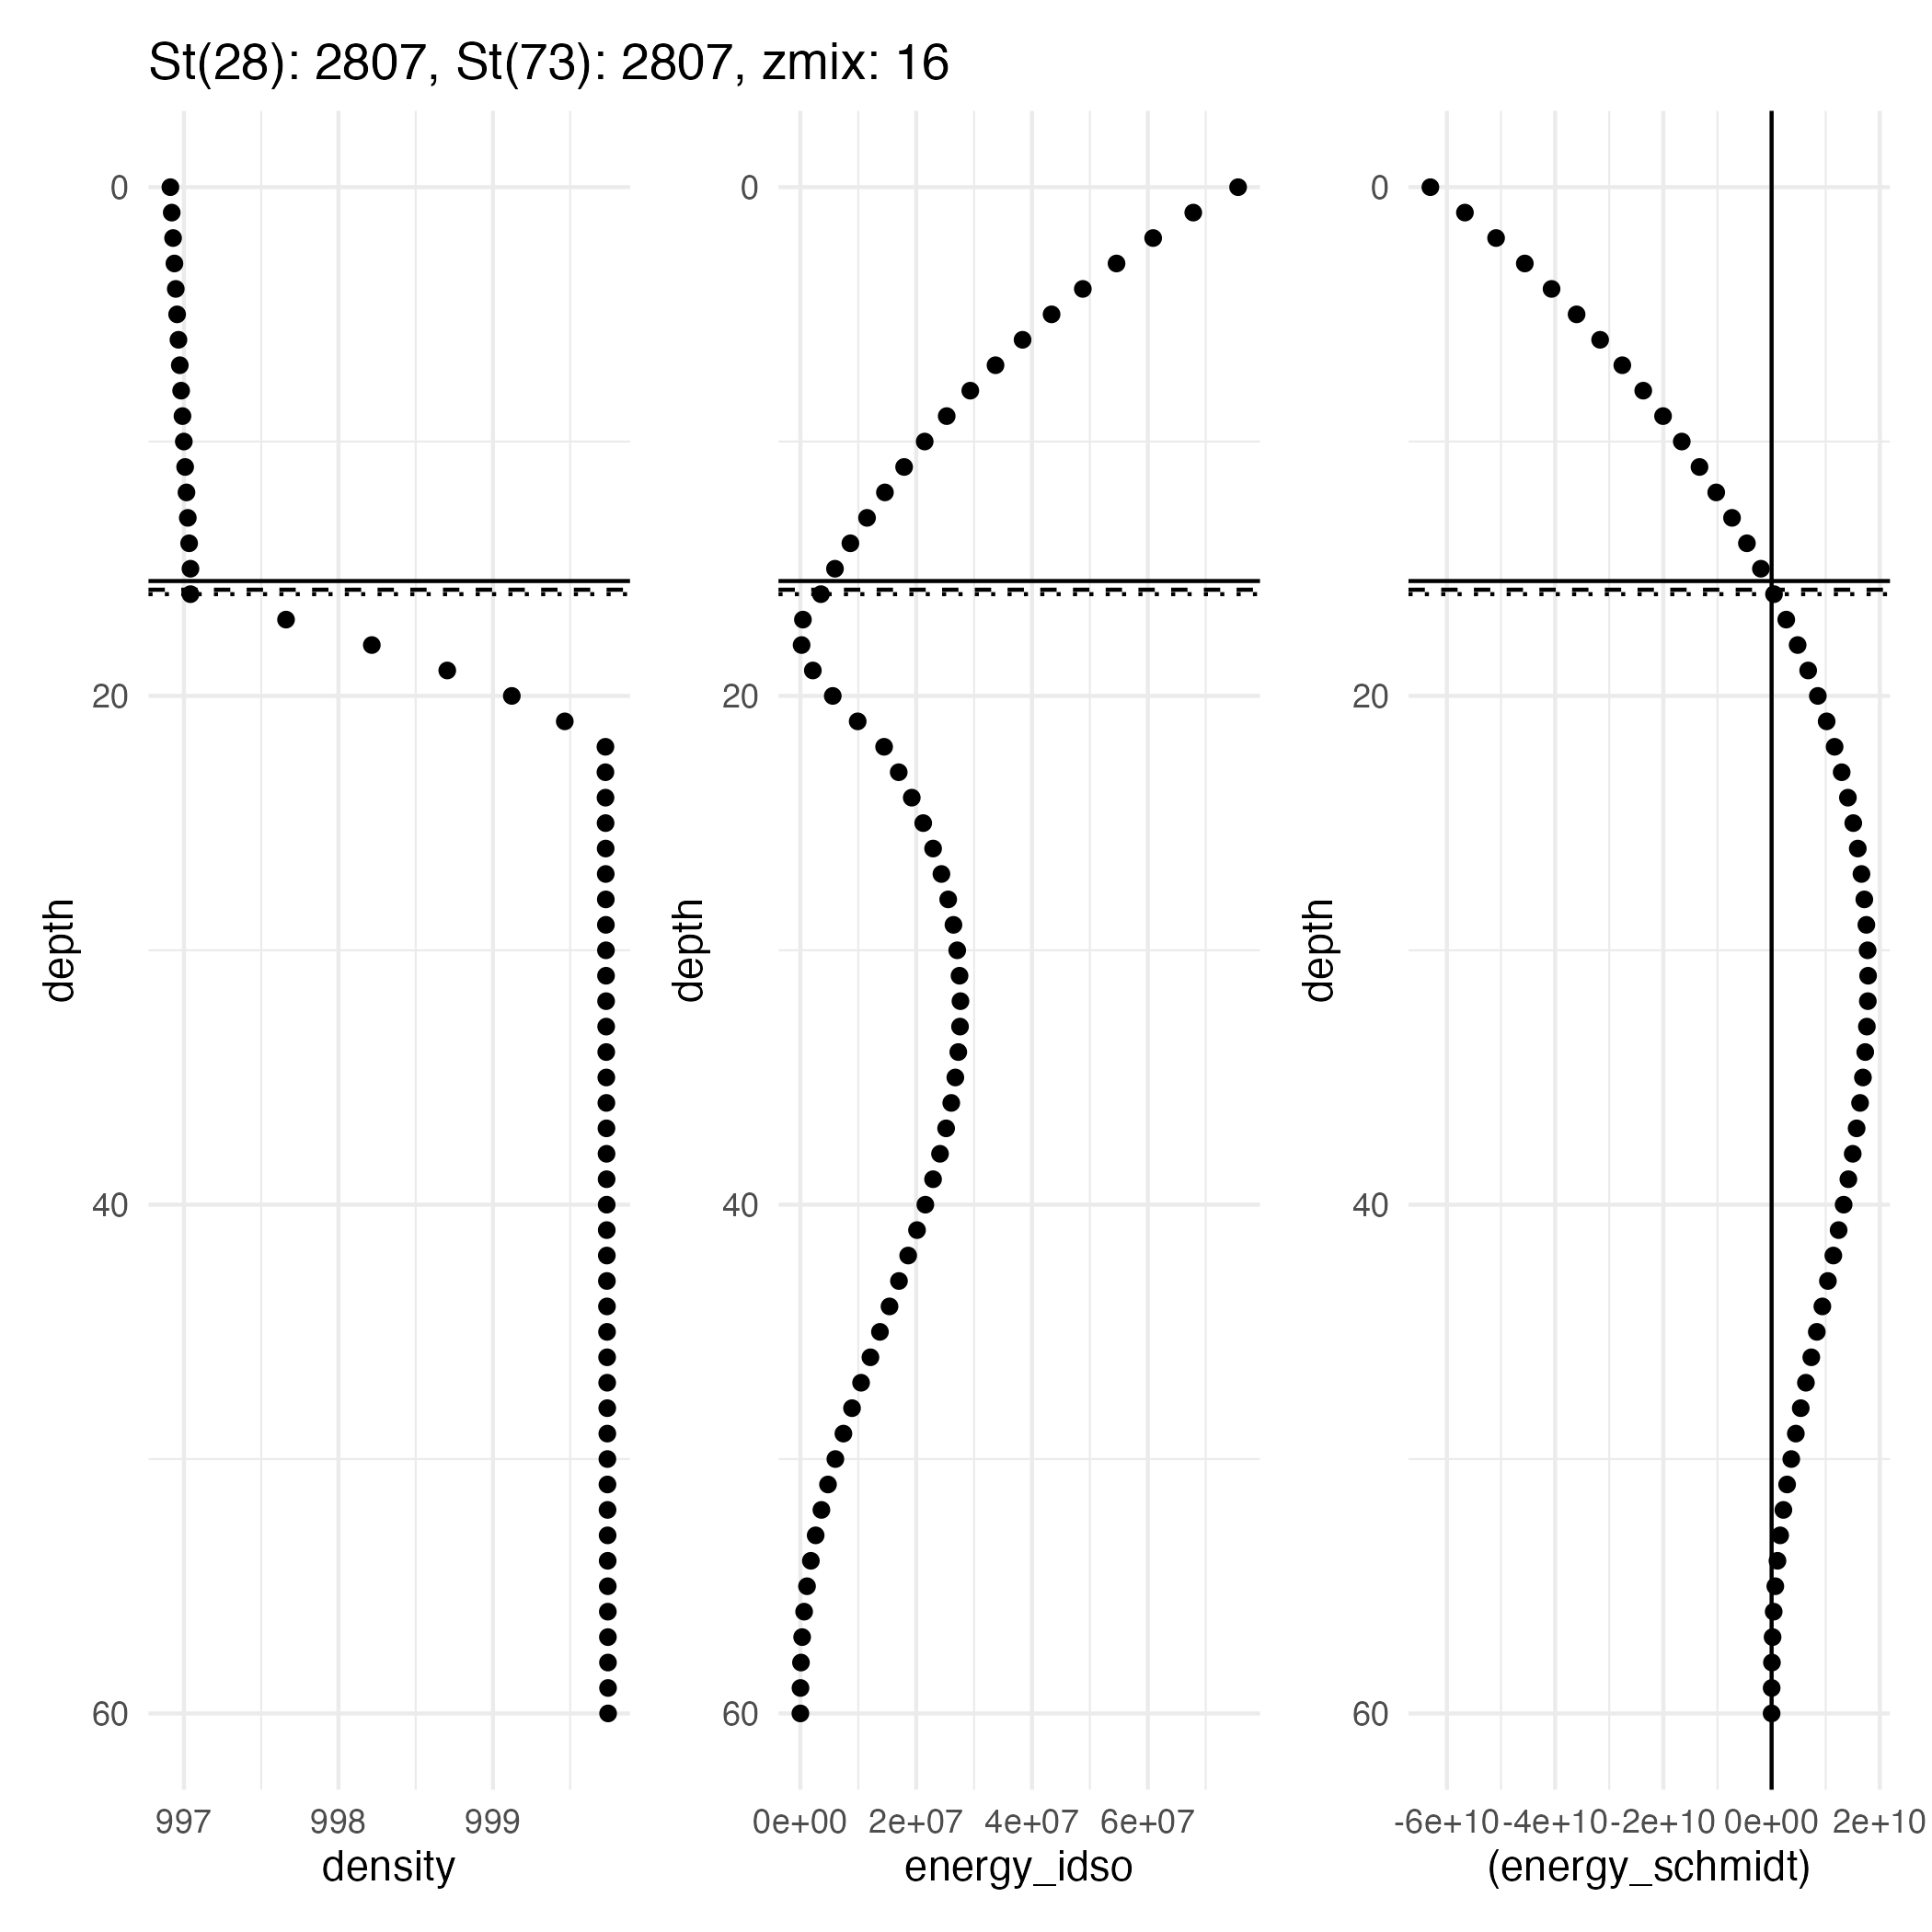 St(28): 2807, St(73): 2807, zmix: 16
0
20
40
60
depth
997 998 999
density
0
20
40
60
depth
0e+00 2e+07 4e+07 6e+07
energy_idso
0
20
40
60
depth
-6e+10 -4e+10 -2e+10 0e+00 2e+10
(energy_schmidt)